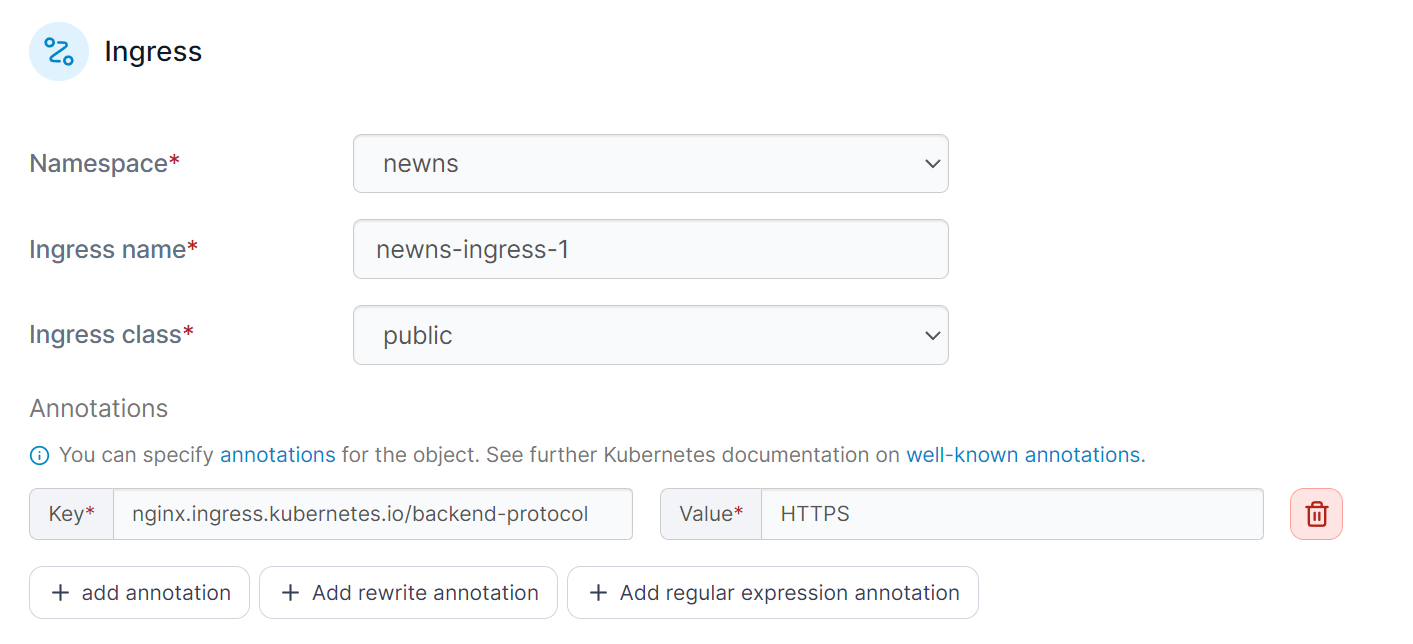 Ingress
Namespace*
newns
Ingress name*
newns-ingress-1
Ingress class*
public
Annotations
You can specify annotations for the object. See further Kubernetes documentation on well-known annotations.
Key* nginx.ingress.kubernetes.io/backend-protocol Value* HTTPS
+ add annotation + Add rewrite annotation + Add regular expression annotation